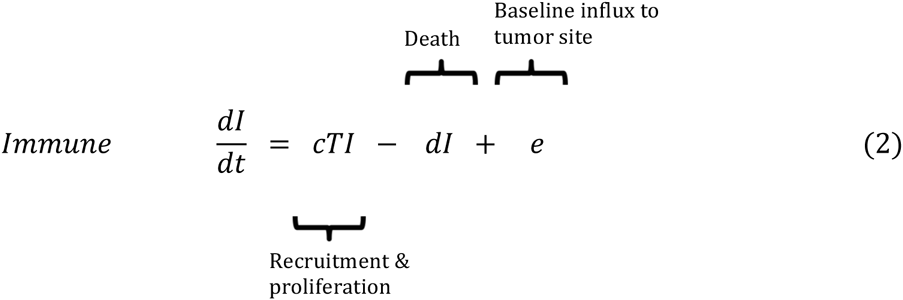 Death
Baseline influx to
tumor site
Immune dI/dt = cTI − dI + e (2)
Recruitment &
proliferation